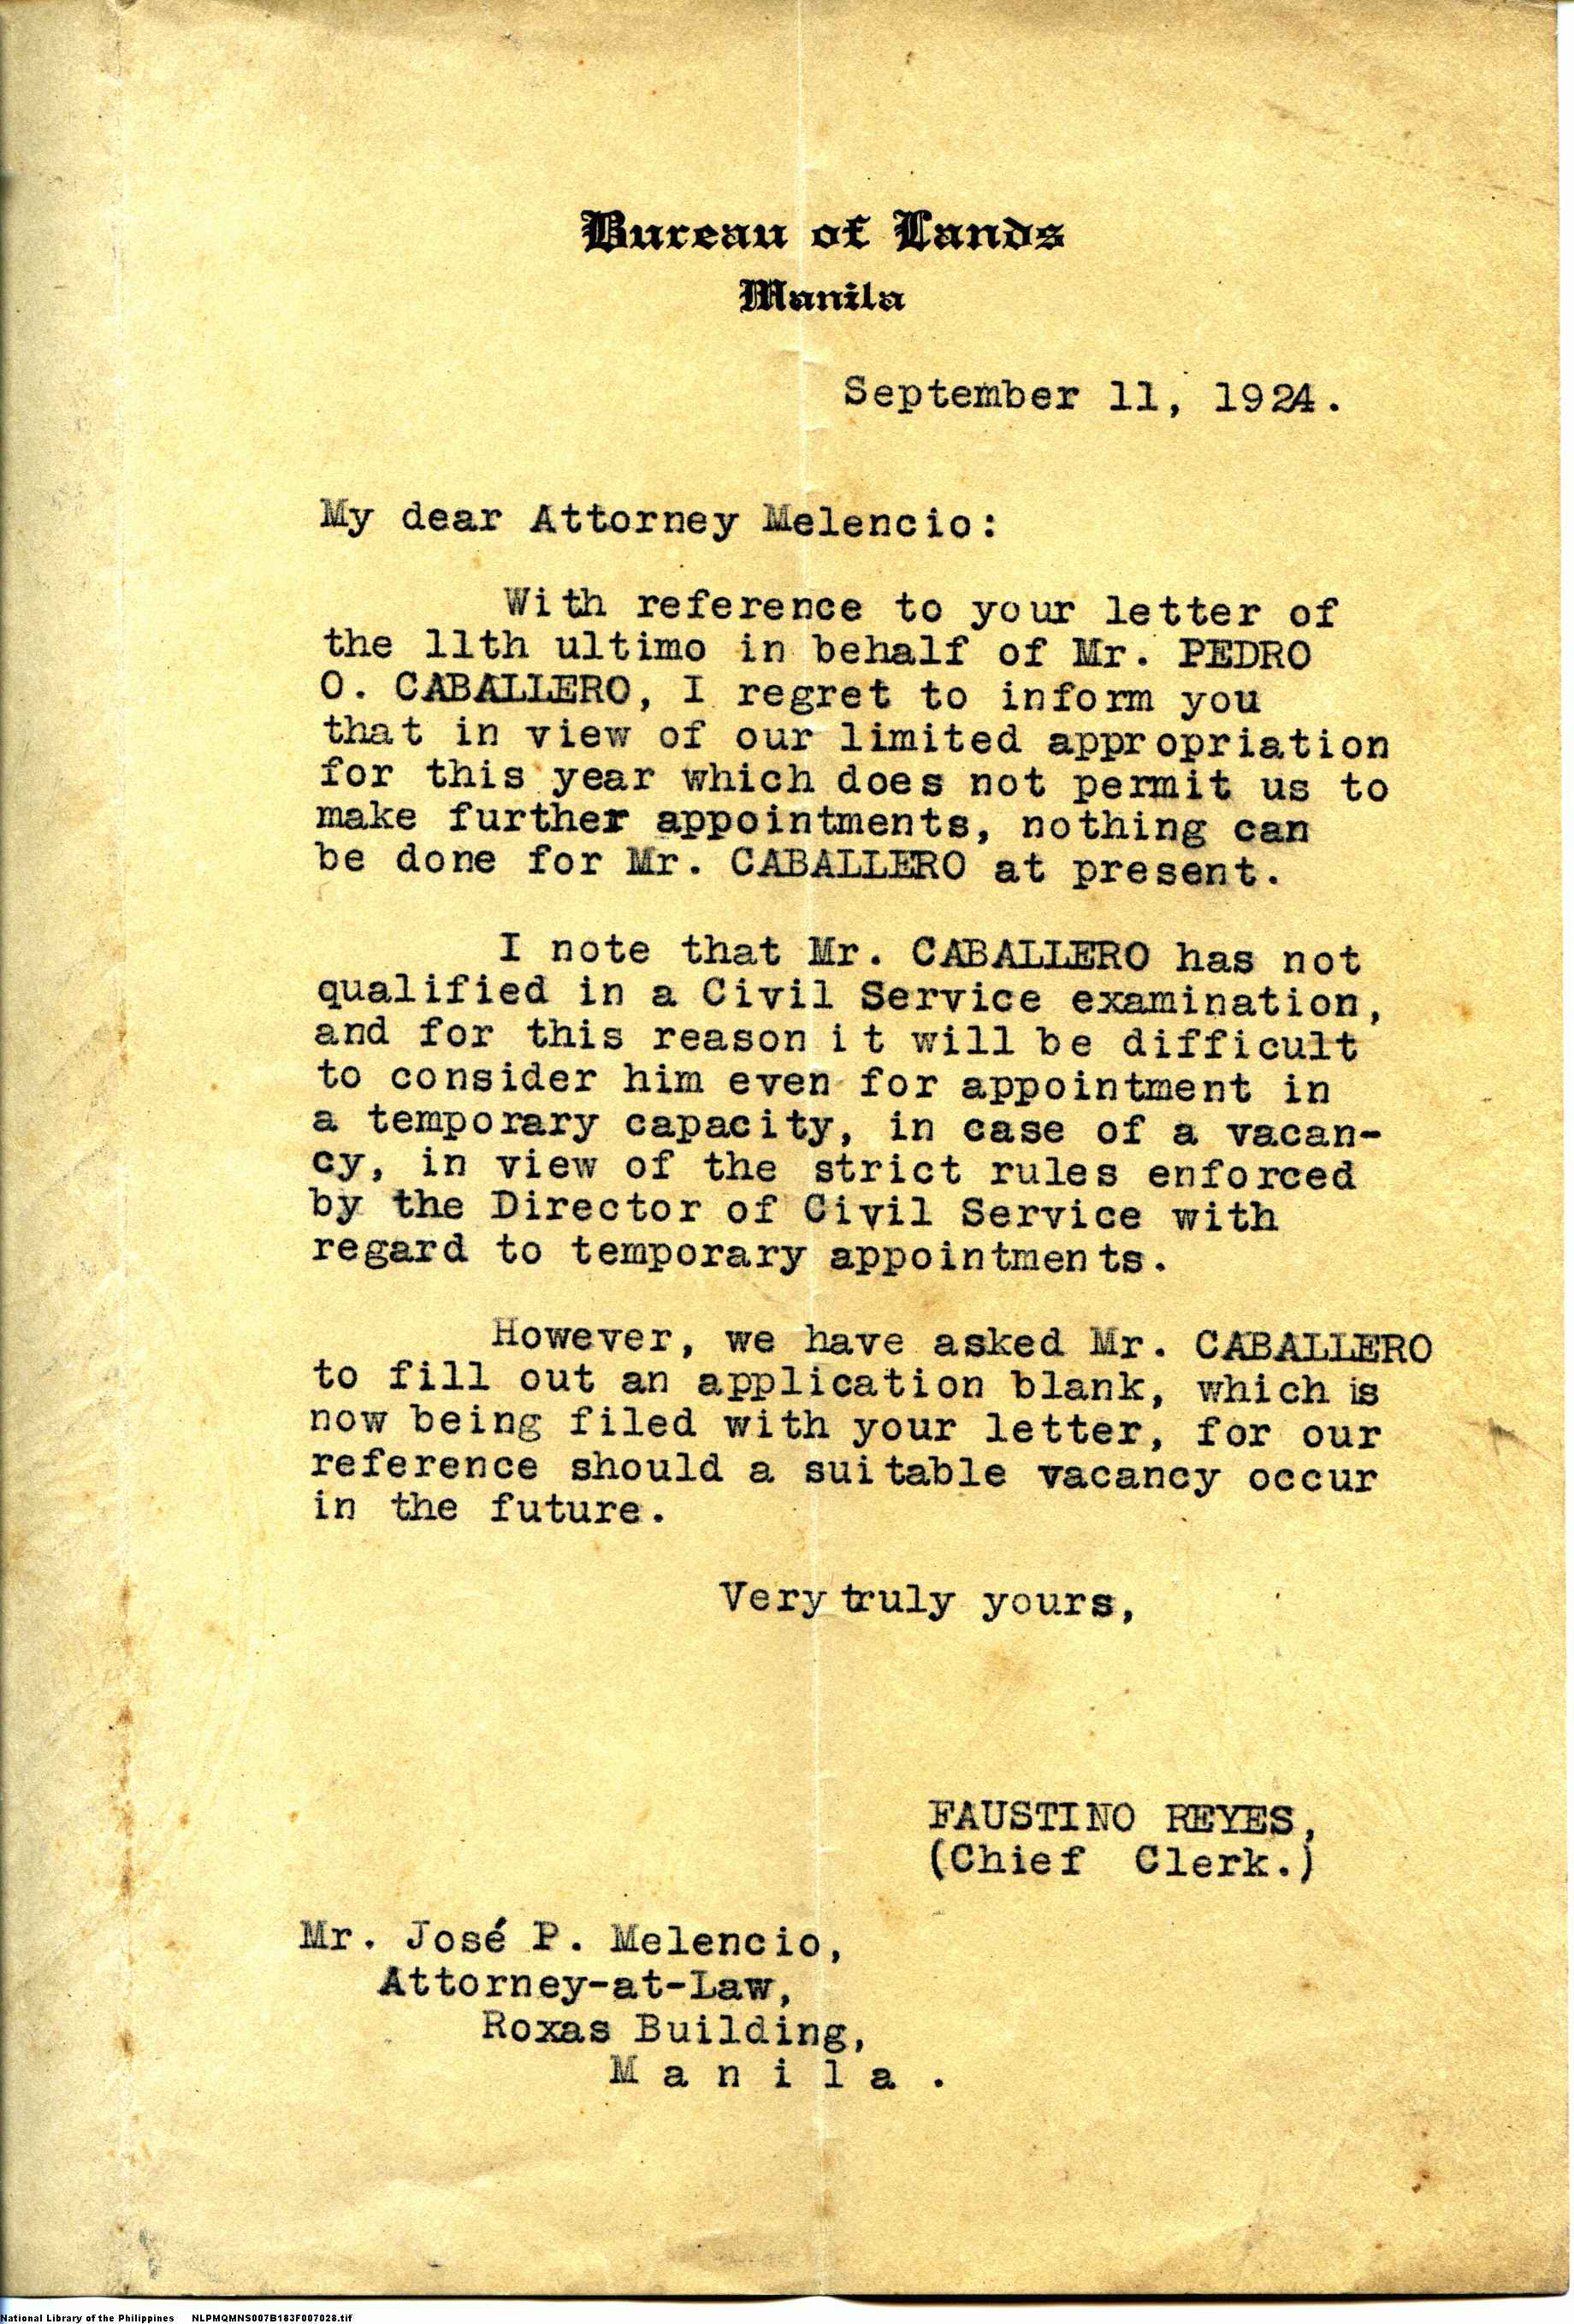 Bureau of Lands
Manila
September 11, 1924.
My dear Attorney Melencio:
With reference to your letter of
the 11th ultimo in behalf of Mr. PEDRO
O. CABALLERO, I regret to inform you
that in view of our limited appropriation
for this year which does not permit us to
make further appointments, nothing can
be done for Mr. CABALLERO at present.
I note that Mr. CABALLERO has not
qualified in a Civil Service examination,
and for this reason it will be difficult
to consider him even for appointment in
a temporary capacity, in case of a vacan-
cy, in view of the strict rules enforced
by the Director of Civil Service with
regard to temporary appointments.
However, we have asked Mr. CABALLERO
to fill out an application blank, which is
now being filed with your letter, for our
reference should a suitable vacancy occur
in the future.
Very truly yours,
FAUSTINO REYES,
(Chief Clerk.)
Mr. José P. Melencio,
Attorney-at-Law,
Roxas Building,
M a n i l a .
National Library of the Philippines NLPMQMNS007B183F007028.tif